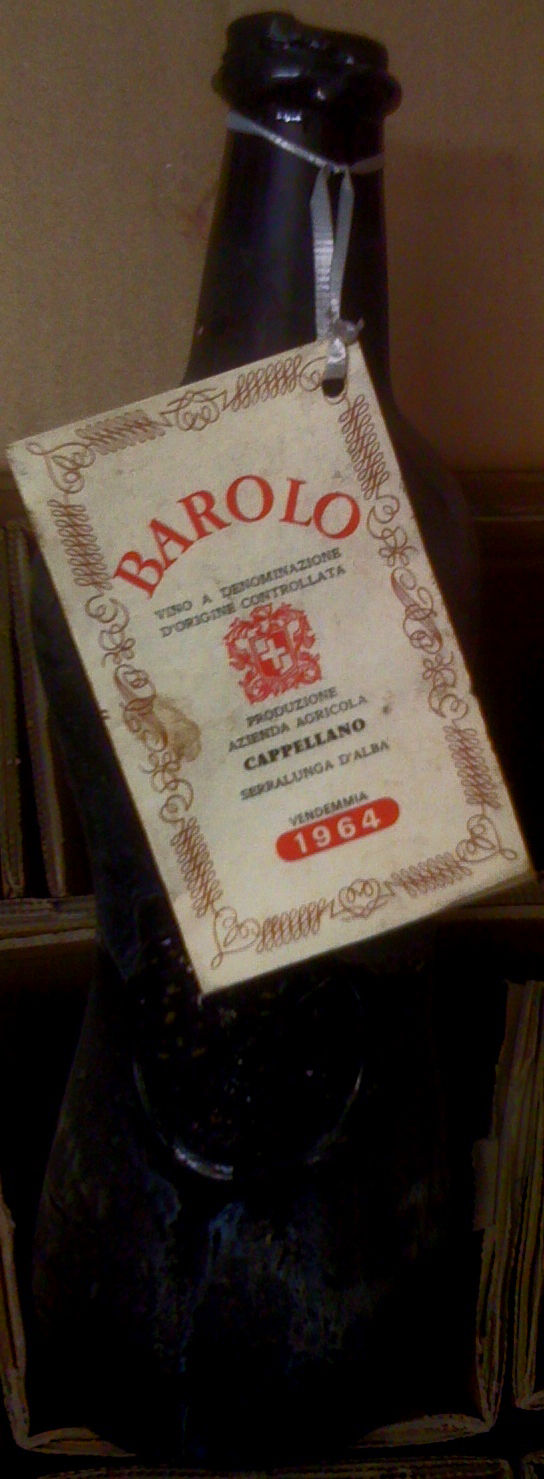 BAROLO
VINO A DENOMINAZIONE
D'ORIGINE CONTROLLATA
PRODUZIONE
AZIENDA AGRICOLA
CAPPELLANO
SERRALUNGA D'ALBA
VENDEMMIA
1964